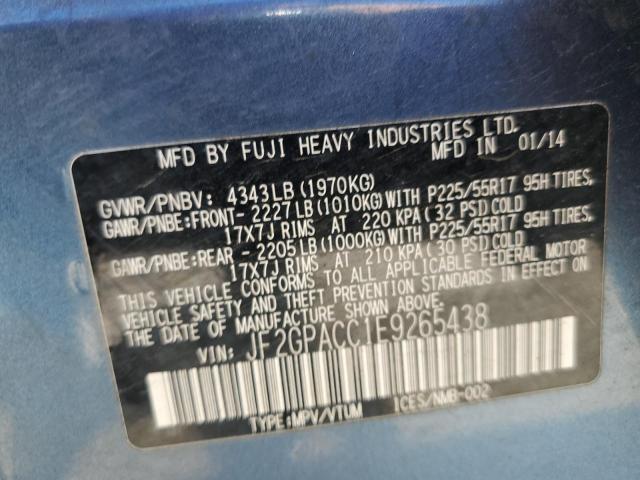 MFD BY FUJI HEAVY INDUSTRIES LTD.
MFD IN 01/14
GVWR/PNBV: 4343LB (1970KG)
GAWR/PNBE:FRONT- 2227LB (1010KG)WITH P225/55R17 95H TIRES,
17X7J RIMS AT 220 KPA (32 PSI)COLD
GAWR/PNBE:REAR - 2205LB (1000KG)WITH P225/55R17 95H TIRES,
17X7J RIMS AT 210 KPA (30 PSI)COLD
THIS VEHICLE CONFORMS TO ALL APPLICABLE FEDERAL MOTOR
VEHICLE SAFETY AND THEFT PREVENTION STANDARDS IN EFFECT ON
THE DATE OF MANUFACTURE SHOWN ABOVE.
VIN: JF2GPACC1E9265438
TYPE:MPV/VTUM ICES/NMB-002